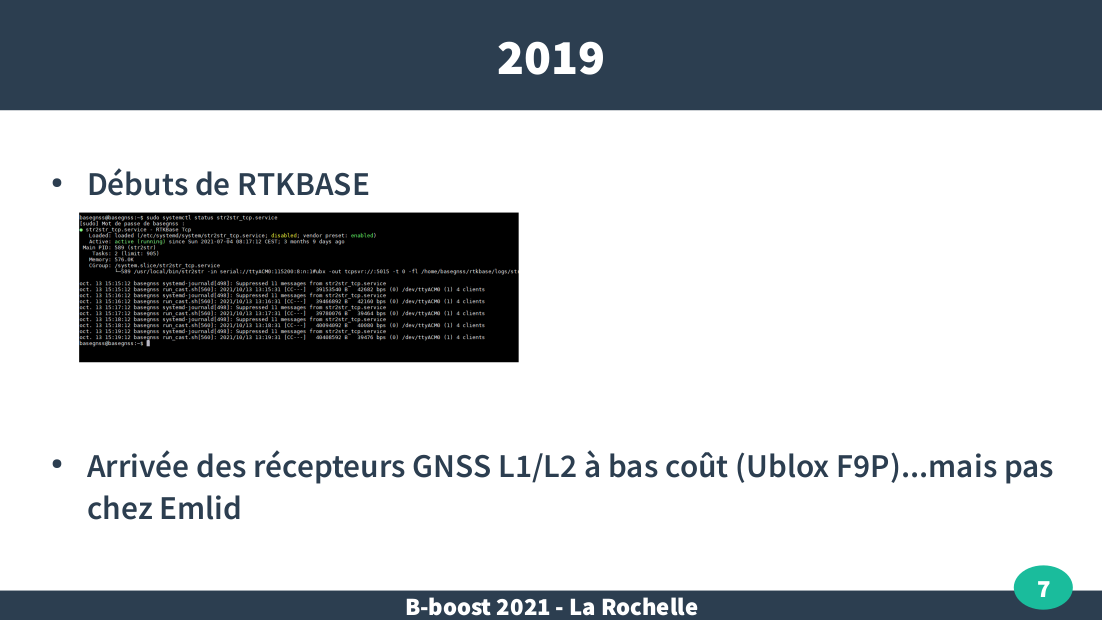 2019
• Débuts de RTKBASE
basegnss@basegnss:~$ sudo systemctl status str2str_tcp.service
[sudo] Mot de passe de basegnss :
● str2str_tcp.service - RTKBase Tcp
Loaded: loaded (/etc/systemd/system/str2str_tcp.service; disabled; vendor preset: enabled)
Active: active (running) since Sun 2021-07-04 08:17:12 CEST; 3 months 9 days ago
Main PID: 589 (str2str)
Tasks: 2 (limit: 905)
Memory: 576.0K
CGroup: /system.slice/str2str_tcp.service
└─589 /usr/local/bin/str2str -in serial://ttyACM0:115200:8:n:1#ubx -out tcpsvr://:5015 -t 0 -fl /home/basegnss/rtkbase/logs/str
oct. 13 15:15:12 basegnss systemd-journald[498]: Suppressed 11 messages from str2str_tcp.service
oct. 13 15:15:12 basegnss run_cast.sh[560]: 2021/10/13 13:15:31 [CC---] 39153540 B 42682 bps (0) /dev/ttyACM0 (1) 4 clients
oct. 13 15:16:12 basegnss systemd-journald[498]: Suppressed 11 messages from str2str_tcp.service
oct. 13 15:16:12 basegnss run_cast.sh[560]: 2021/10/13 13:16:31 [CC---] 39466892 B 42160 bps (0) /dev/ttyACM0 (1) 4 clients
oct. 13 15:17:12 basegnss systemd-journald[498]: Suppressed 11 messages from str2str_tcp.service
oct. 13 15:17:12 basegnss run_cast.sh[560]: 2021/10/13 13:17:31 [CC---] 39780076 B 39464 bps (0) /dev/ttyACM0 (1) 4 clients
oct. 13 15:18:12 basegnss systemd-journald[498]: Suppressed 11 messages from str2str_tcp.service
oct. 13 15:18:12 basegnss run_cast.sh[560]: 2021/10/13 13:18:31 [CC---] 40094092 B 40080 bps (0) /dev/ttyACM0 (1) 4 clients
oct. 13 15:19:12 basegnss systemd-journald[498]: Suppressed 11 messages from str2str_tcp.service
oct. 13 15:19:12 basegnss run_cast.sh[560]: 2021/10/13 13:19:31 [CC---] 40408592 B 39476 bps (0) /dev/ttyACM0 (1) 4 clients
basegnss@basegnss:~$
• Arrivée des récepteurs GNSS L1/L2 à bas coût (Ublox F9P)...mais pas
chez Emlid
7
B-boost 2021 - La Rochelle